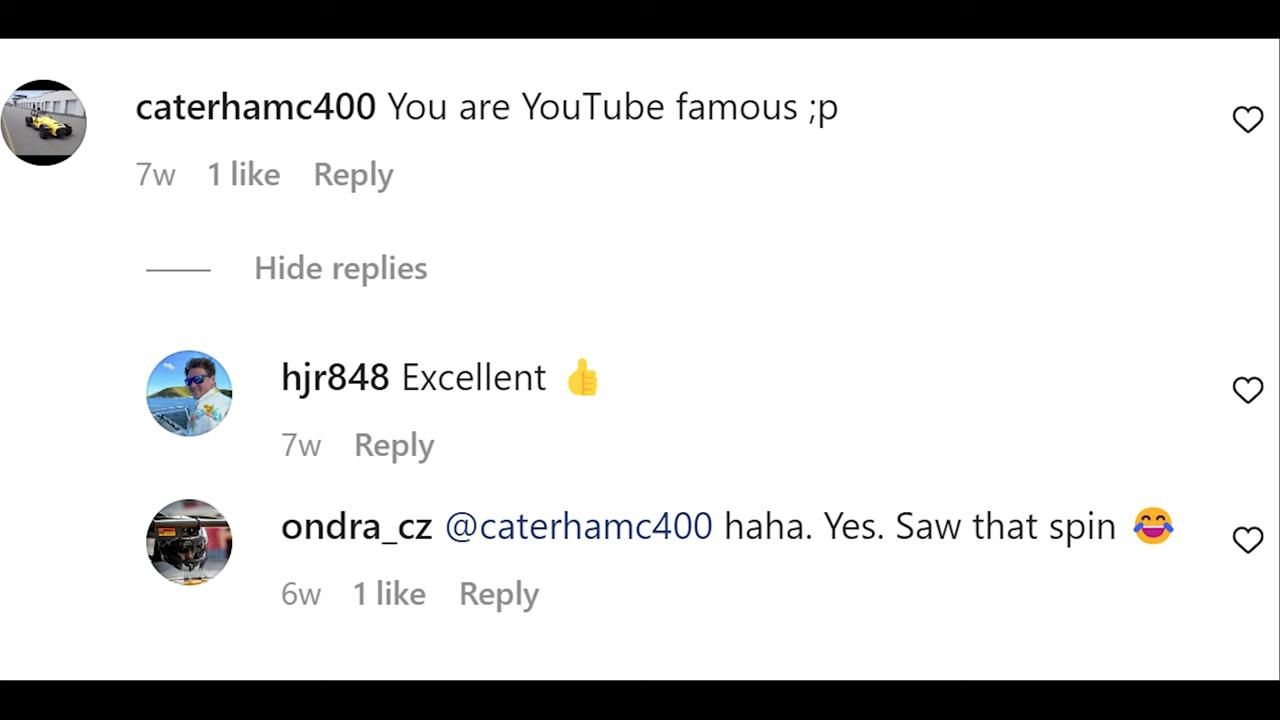 caterhamc400 You are YouTube famous ;p
7w 1 like Reply
Hide replies
hjr848 Excellent 👍
7w Reply
ondra_cz @caterhamc400 haha. Yes. Saw that spin 😂
6w 1 like Reply